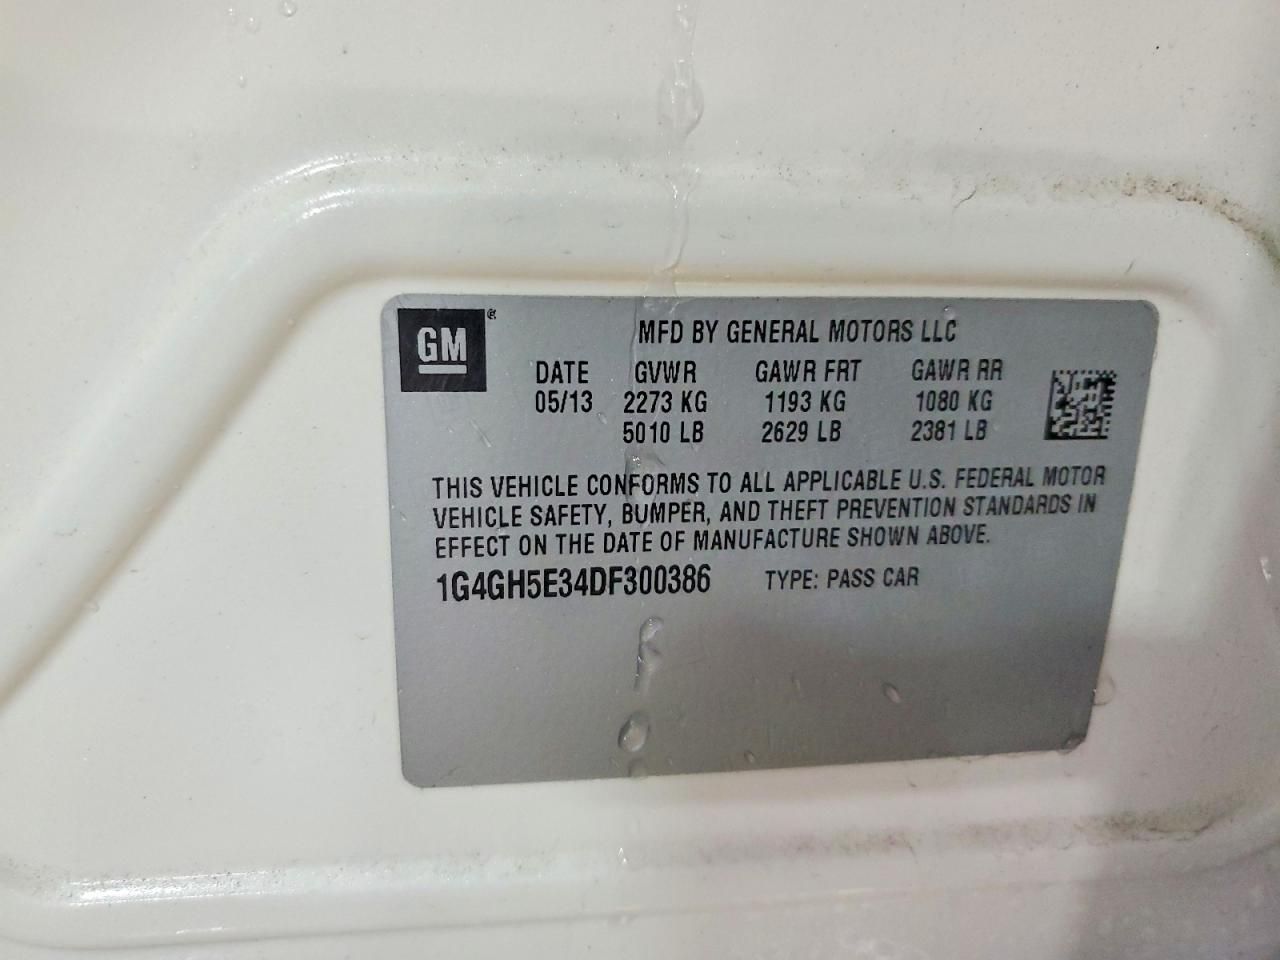 GM®
MFD BY GENERAL MOTORS LLC
DATE GVWR GAWR FRT GAWR RR
05/13 2273 KG 1193 KG 1080 KG
5010 LB 2629 LB 2381 LB
THIS VEHICLE CONFORMS TO ALL APPLICABLE U.S. FEDERAL MOTOR
VEHICLE SAFETY, BUMPER, AND THEFT PREVENTION STANDARDS IN
EFFECT ON THE DATE OF MANUFACTURE SHOWN ABOVE.
1G4GH5E34DF300386 TYPE: PASS CAR